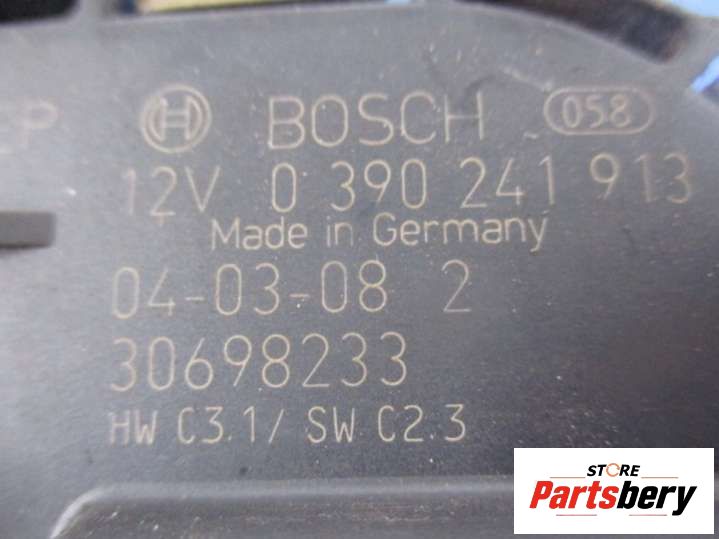 BOSCH 058
12V 0 390 241 913
Made in Germany
04-03-08 2
30698233
HW C3.1/ SW C2.3
STORE
Partsbery